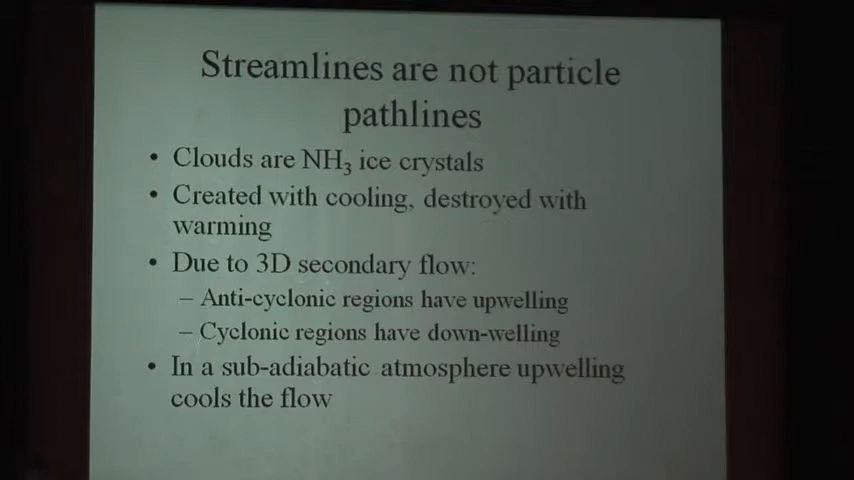 Streamlines are not particle
pathlines
• Clouds are NH₃ ice crystals
• Created with cooling, destroyed with
warming
• Due to 3D secondary flow:
– Anti-cyclonic regions have upwelling
– Cyclonic regions have down-welling
• In a sub-adiabatic atmosphere upwelling
cools the flow